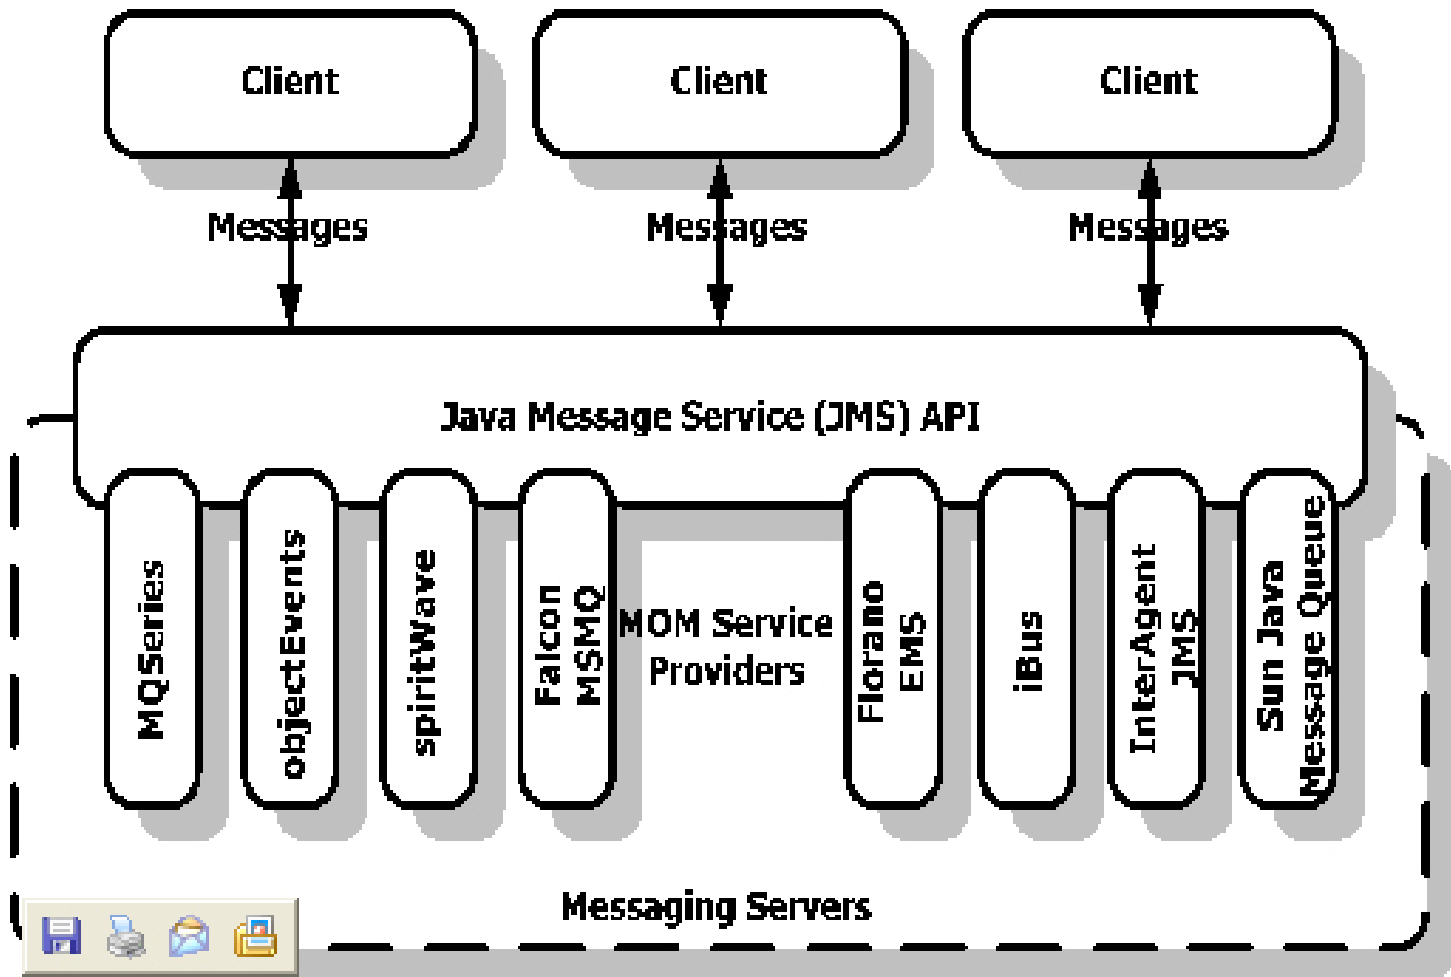 Client
Client
Client
Messages
Messages
Messages
Java Message Service (JMS) API
MQSeries
objectEvents
spiritWave
Falcon
MSMQ
MOM Service
Providers
Florano
EMS
iBus
InterAgent
JMS
Sun Java
Message Queue
Messaging Servers